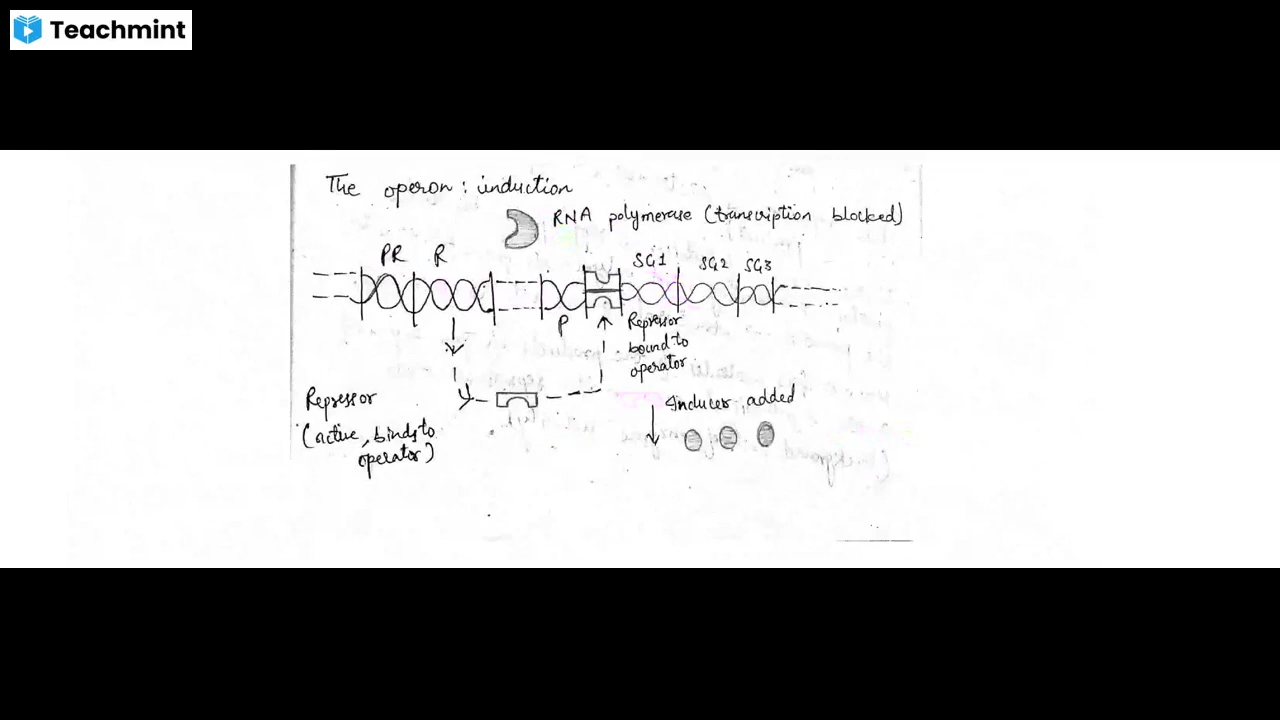 Teachmint
The operon : induction
RNA polymerase (transcription blocked)
PR R
SG1 SG2 SG3
P
Repressor
bound to
operator
Repressor
(active, binds to
operator)
Inducer added